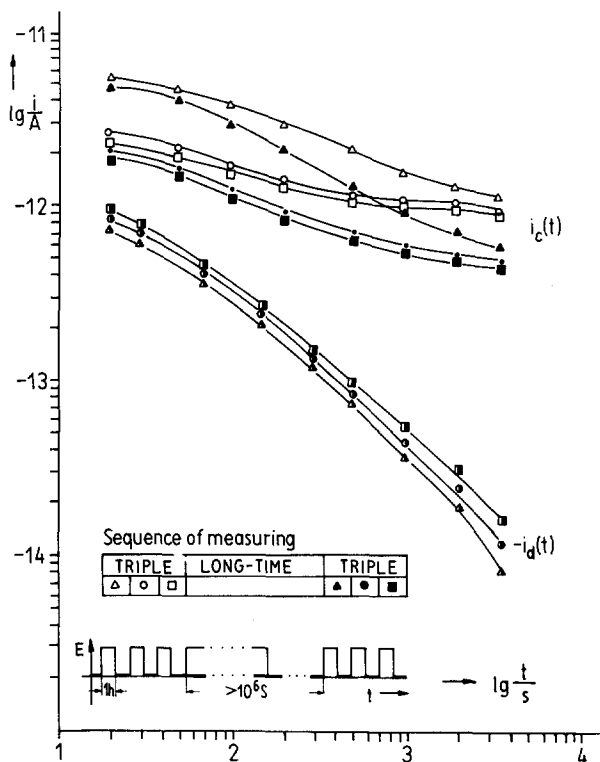 -11
lg i/A
-12
i_c(t)
-13
-i_d(t)
Sequence of measuring
TRIPLE LONG-TIME TRIPLE
-14
E
1h >10⁶S t
lg t/s
1 2 3 4